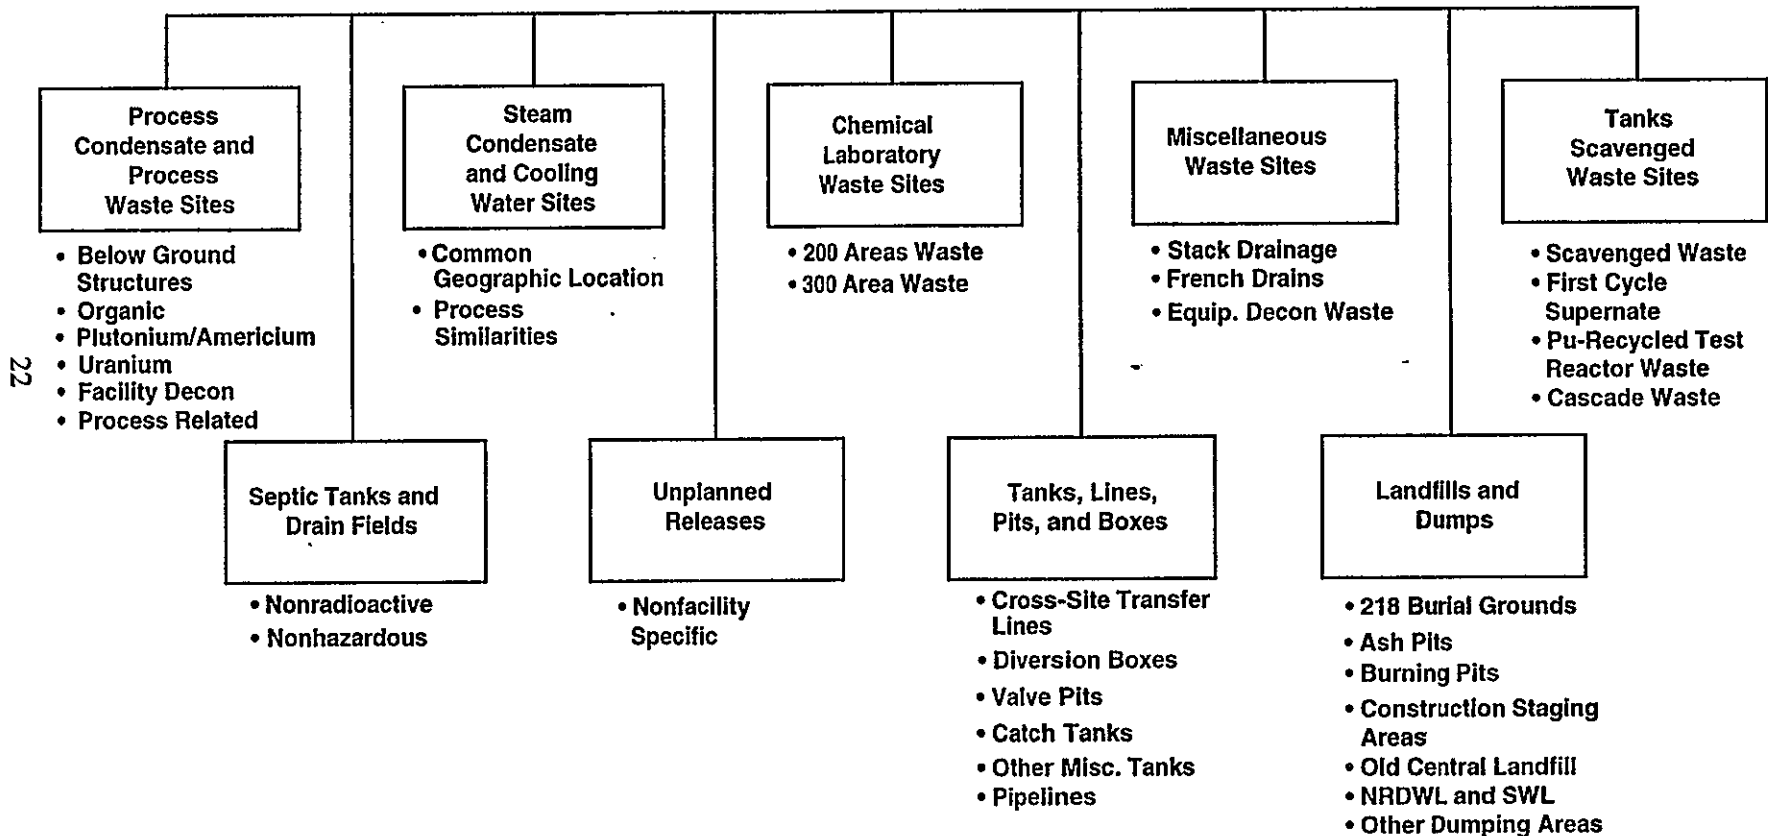 Process
Condensate and
Process
Waste Sites
• Below Ground
Structures
• Organic
• Plutonium/Americium
• Uranium
• Facility Decon
• Process Related
Steam
Condensate
and Cooling
Water Sites
• Common
Geographic Location
• Process
Similarities
Chemical
Laboratory
Waste Sites
• 200 Areas Waste
• 300 Area Waste
Miscellaneous
Waste Sites
• Stack Drainage
• French Drains
• Equip. Decon Waste
Tanks
Scavenged
Waste Sites
• Scavenged Waste
• First Cycle
Supernate
• Pu-Recycled Test
Reactor Waste
• Cascade Waste
22
Septic Tanks and
Drain Fields
• Nonradioactive
• Nonhazardous
Unplanned
Releases
• Nonfacility
Specific
Tanks, Lines,
Pits, and Boxes
• Cross-Site Transfer
Lines
• Diversion Boxes
• Valve Pits
• Catch Tanks
• Other Misc. Tanks
• Pipelines
Landfills and
Dumps
• 218 Burial Grounds
• Ash Pits
• Burning Pits
• Construction Staging
Areas
• Old Central Landfill
• NRDWL and SWL
• Other Dumping Areas